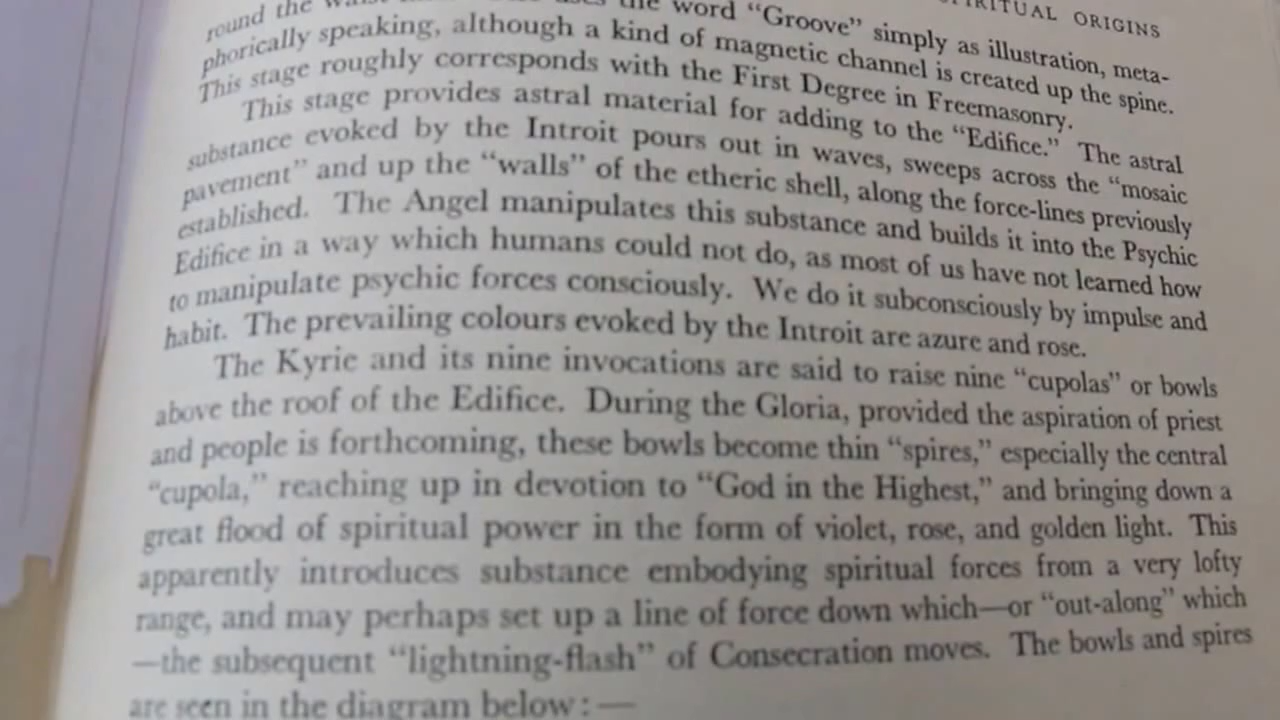 SPIRITUAL ORIGINS
round the the word “Groove” simply as illustration, meta-
phorically speaking, although a kind of magnetic channel is created up the spine.
This stage roughly corresponds with the First Degree in Freemasonry.
This stage provides astral material for adding to the “Edifice.” The astral
substance evoked by the Introit pours out in waves, sweeps across the “mosaic
pavement” and up the “walls” of the etheric shell, along the force-lines previously
established. The Angel manipulates this substance and builds it into the Psychic
Edifice in a way which humans could not do, as most of us have not learned how
to manipulate psychic forces consciously. We do it subconsciously by impulse and
habit. The prevailing colours evoked by the Introit are azure and rose.
The Kyrie and its nine invocations are said to raise nine “cupolas” or bowls
above the roof of the Edifice. During the Gloria, provided the aspiration of priest
and people is forthcoming, these bowls become thin “spires,” especially the central
“cupola,” reaching up in devotion to “God in the Highest,” and bringing down a
great flood of spiritual power in the form of violet, rose, and golden light. This
apparently introduces substance embodying spiritual forces from a very lofty
range, and may perhaps set up a line of force down which—or “out-along” which
—the subsequent “lightning-flash” of Consecration moves. The bowls and spires
are seen in the diagram below:—